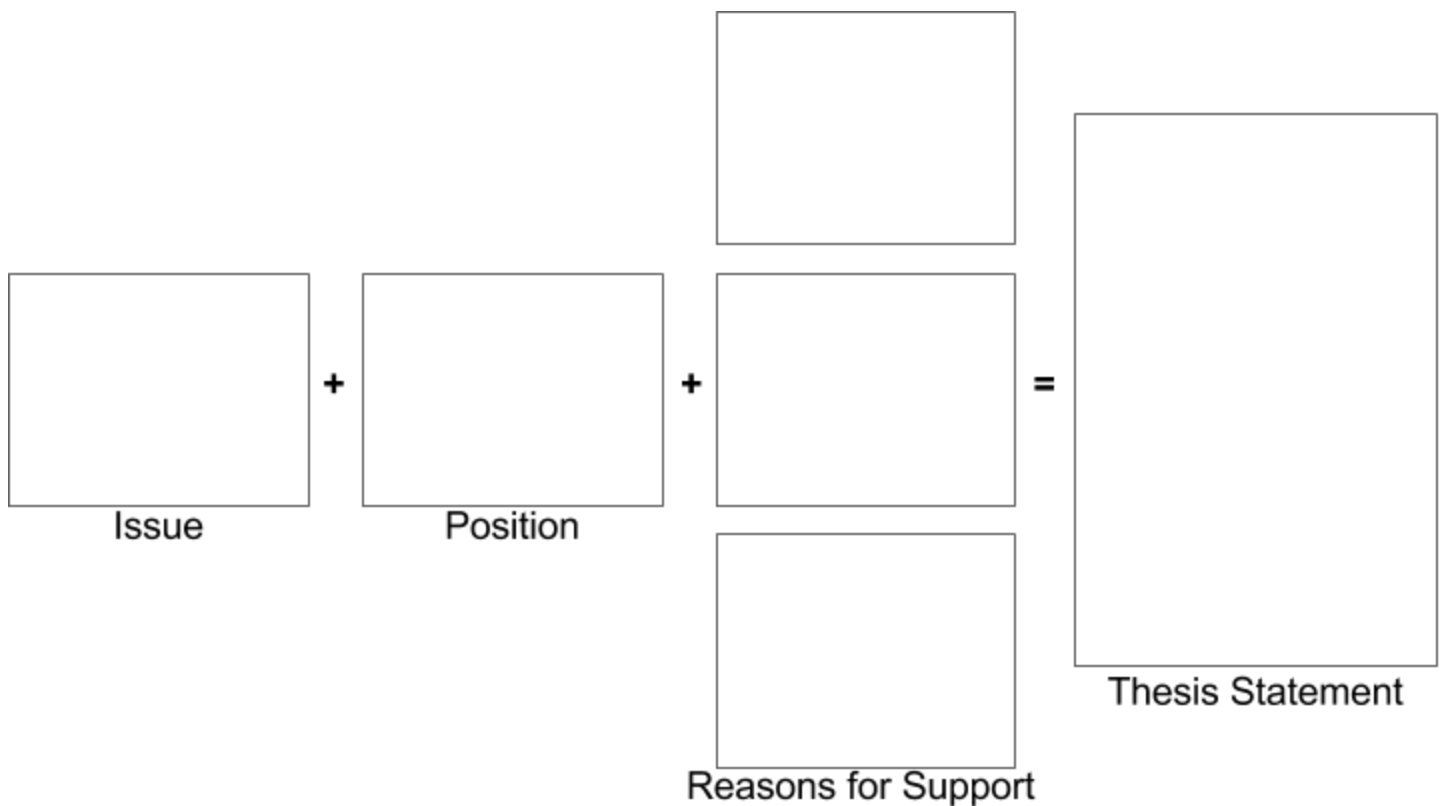 +
+
=
Issue
Position
Thesis Statement
Reasons for Support